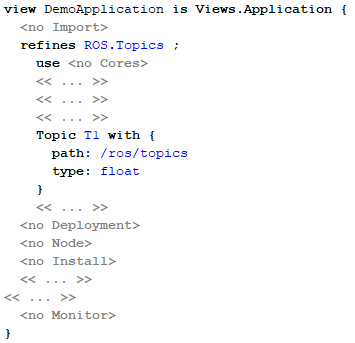 view DemoApplication is Views.Application {
<no Import>
refines ROS.Topics ;
use <no Cores>
<< ... >>
<< ... >>
<< ... >>
Topic T1 with {
path: /ros/topics
type: float
}
<< ... >>
<no Deployment>
<no Node>
<no Install>
<< ... >>
<< ... >>
<no Monitor>
}